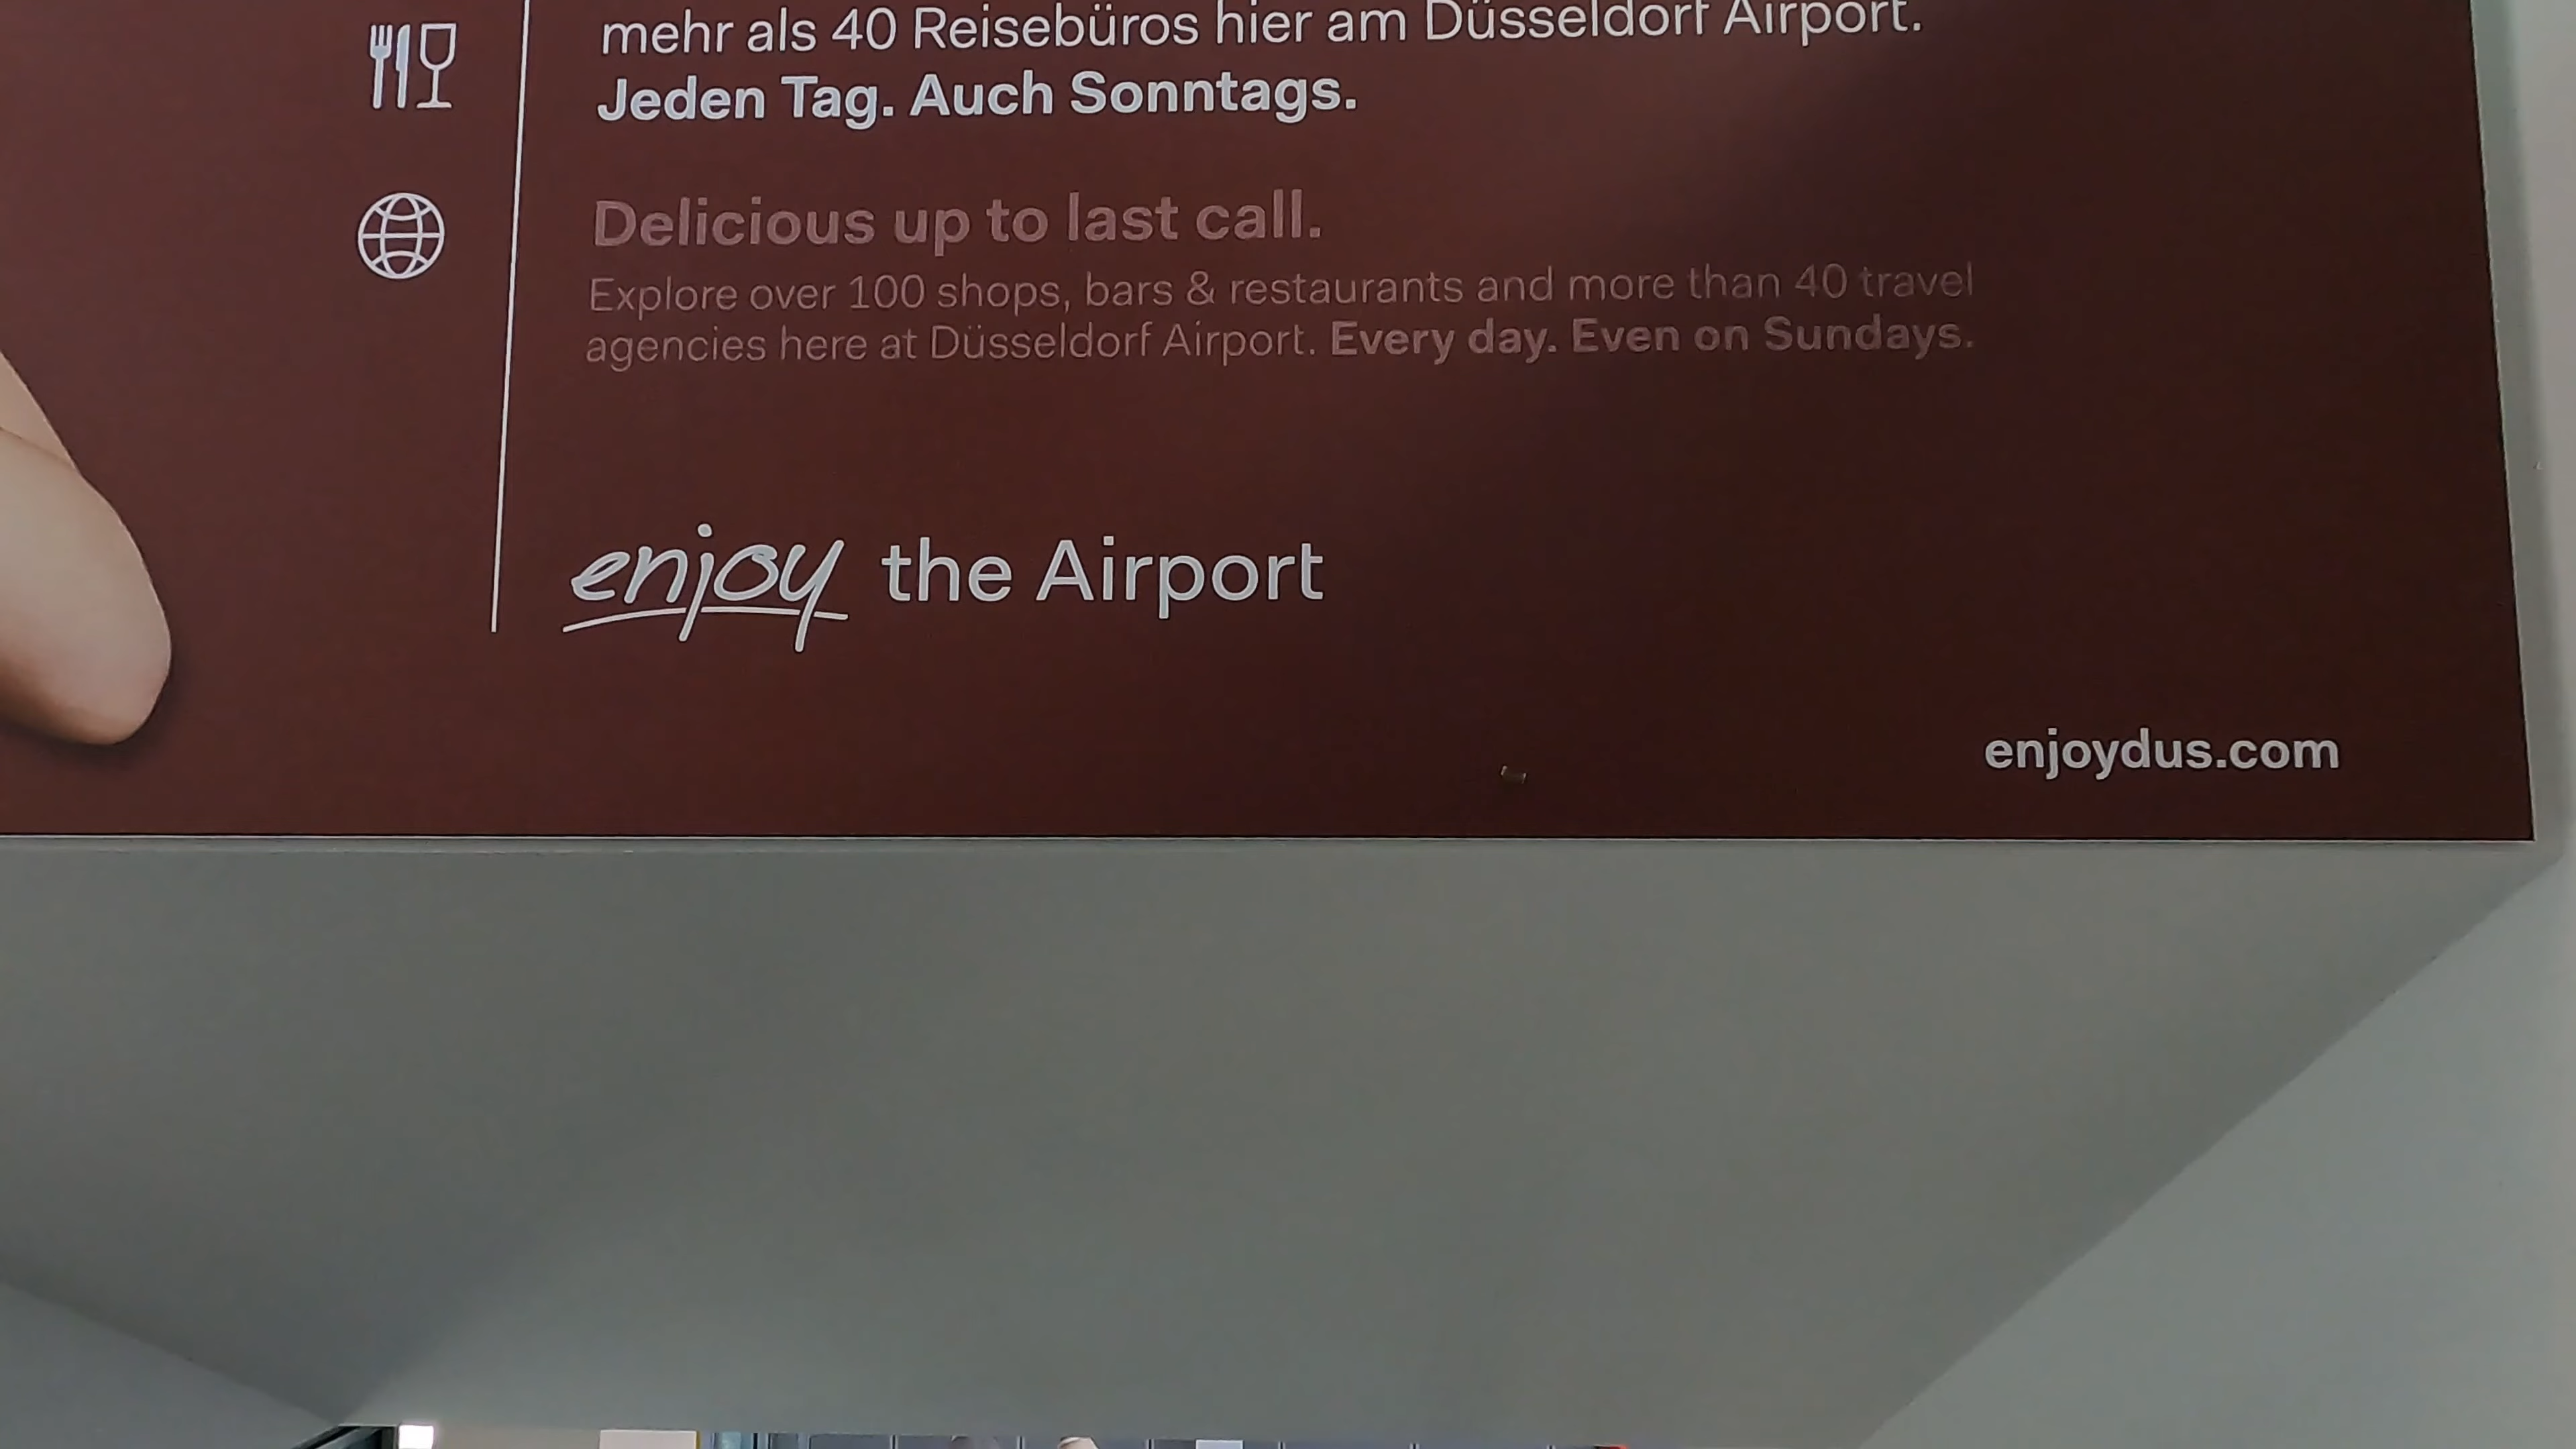 mehr als 40 Reisebüros hier am Düsseldorf Airport.
Jeden Tag. Auch Sonntags.
Delicious up to last call.
Explore over 100 shops, bars & restaurants and more than 40 travel
agencies here at Düsseldorf Airport. Every day. Even on Sundays.
enjoy the Airport
enjoydus.com